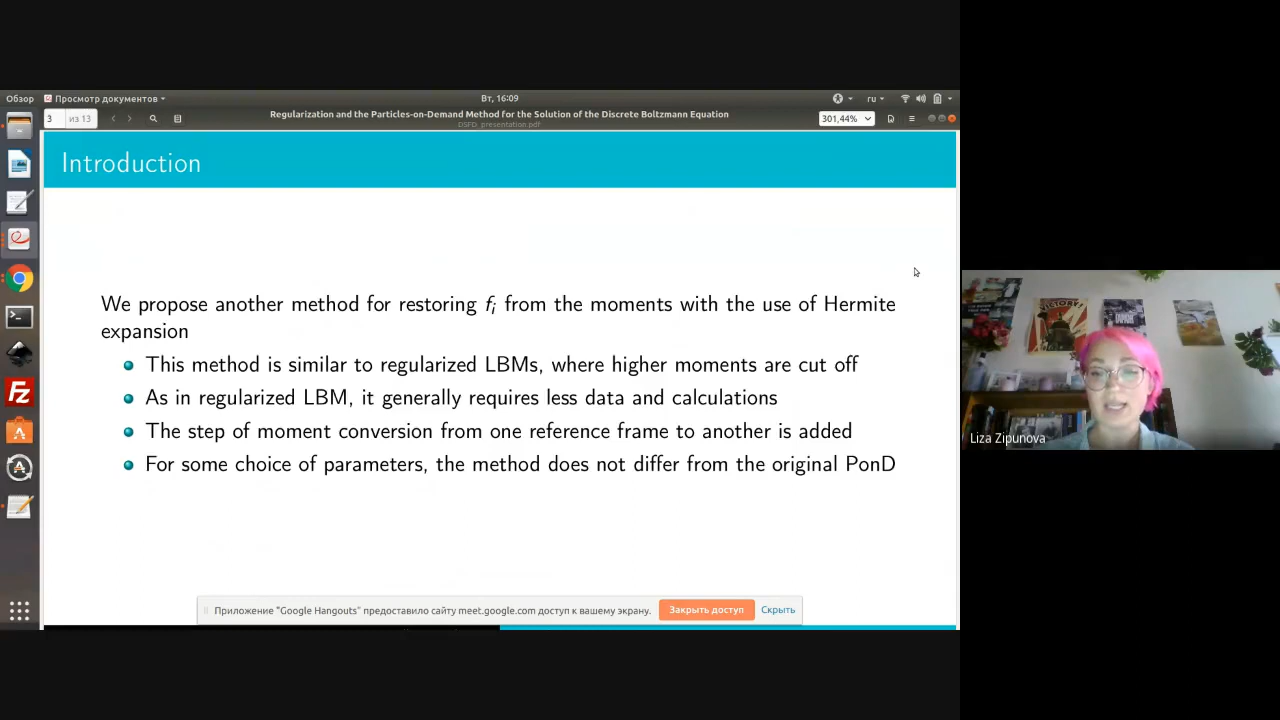 Обзор
Просмотр документов
Вт, 16:09
ru
3 из 13
Regularization and the Particles-on-Demand Method for the Solution of the Discrete Boltzmann Equation
DSFD_presentation.pdf
301,44%
Introduction
We propose another method for restoring fᵢ from the moments with the use of Hermite
expansion
This method is similar to regularized LBMs, where higher moments are cut off
As in regularized LBM, it generally requires less data and calculations
The step of moment conversion from one reference frame to another is added
For some choice of parameters, the method does not differ from the original PonD
Приложение "Google Hangouts" предоставило сайту meet.google.com доступ к вашему экрану.
Закрыть доступ
Скрыть
VICTORY!
Liza Zipunova